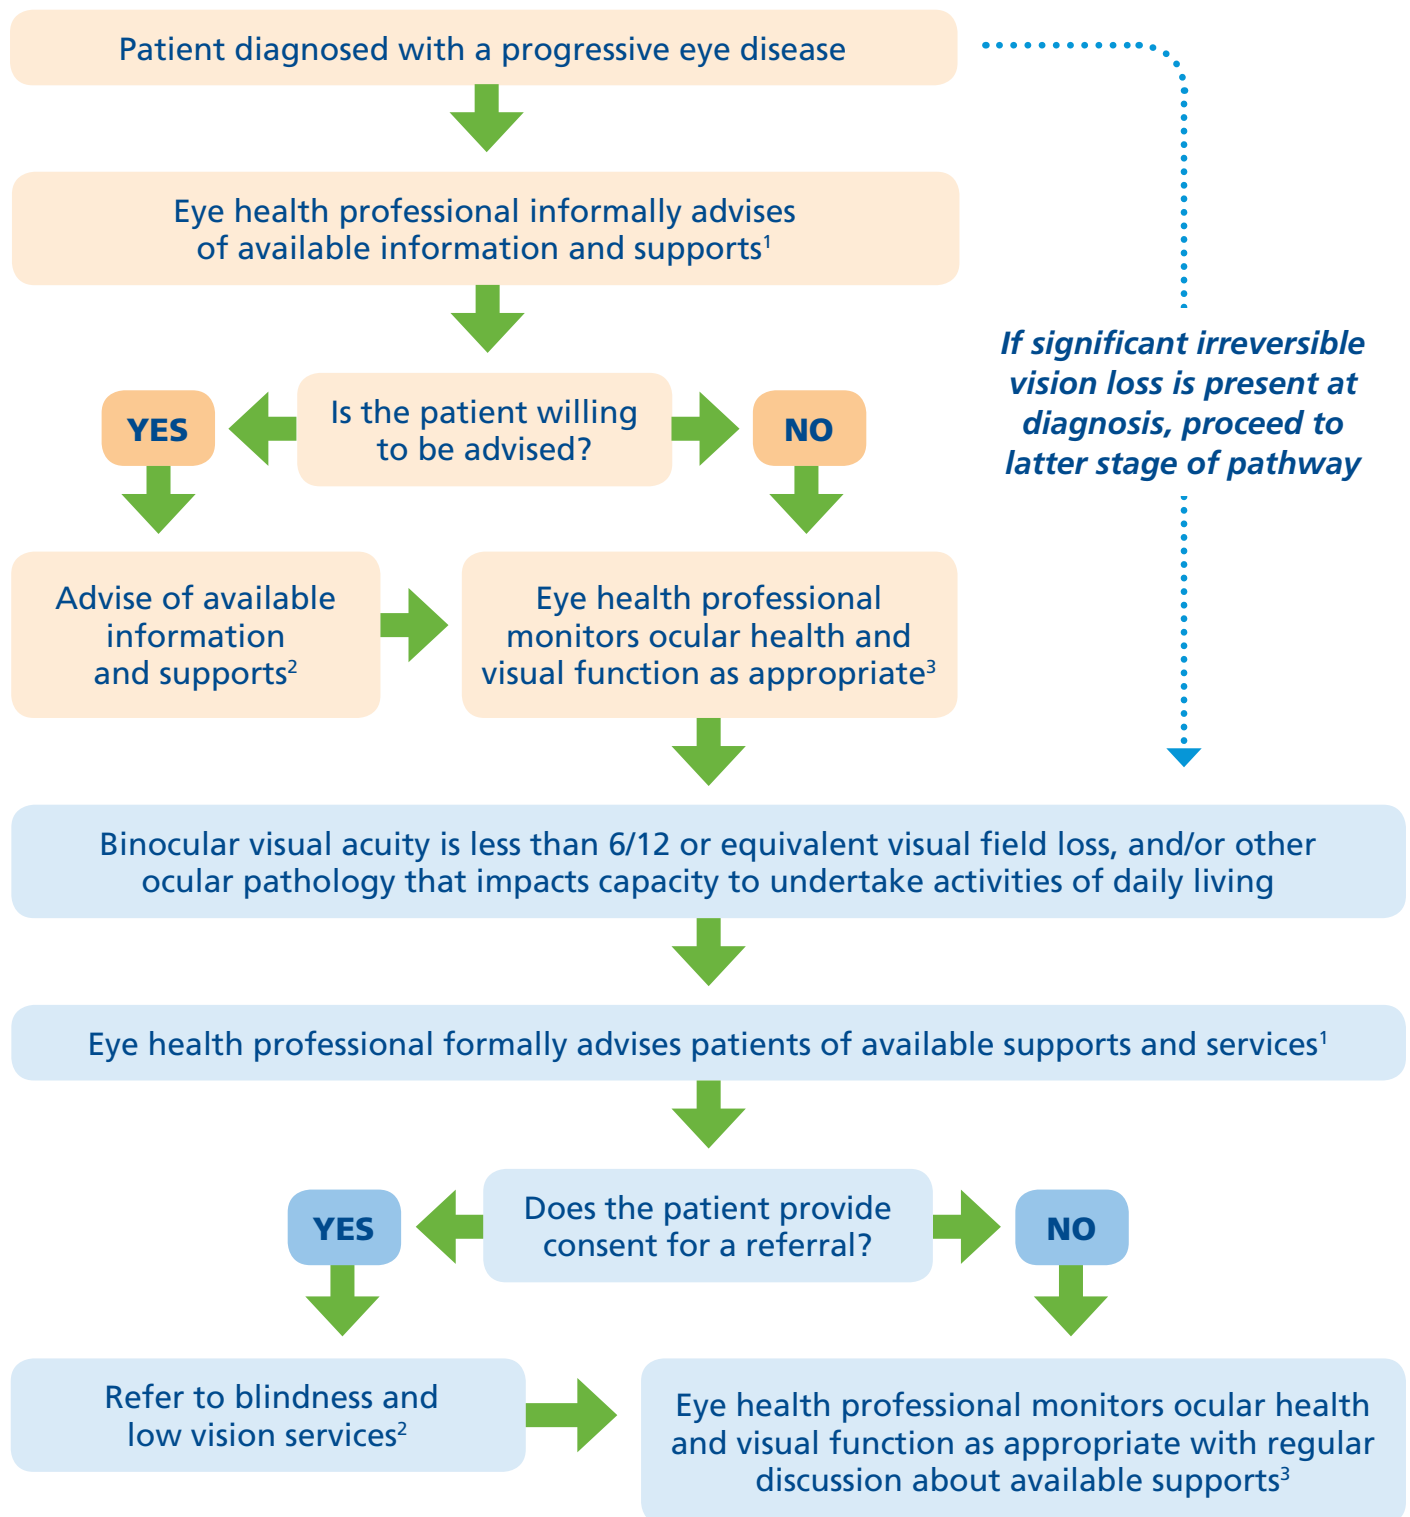 Patient diagnosed with a progressive eye disease
Eye health professional informally advises
of available information and supports¹
If significant irreversible
vision loss is present at
diagnosis, proceed to
latter stage of pathway
Is the patient willing
to be advised?
YES
NO
Advise of available
information
and supports²
Eye health professional
monitors ocular health and
visual function as appropriate³
Binocular visual acuity is less than 6/12 or equivalent visual field loss, and/or other
ocular pathology that impacts capacity to undertake activities of daily living
Eye health professional formally advises patients of available supports and services¹
Does the patient provide
consent for a referral?
YES
NO
Refer to blindness and
low vision services²
Eye health professional monitors ocular health
and visual function as appropriate with regular
discussion about available supports³